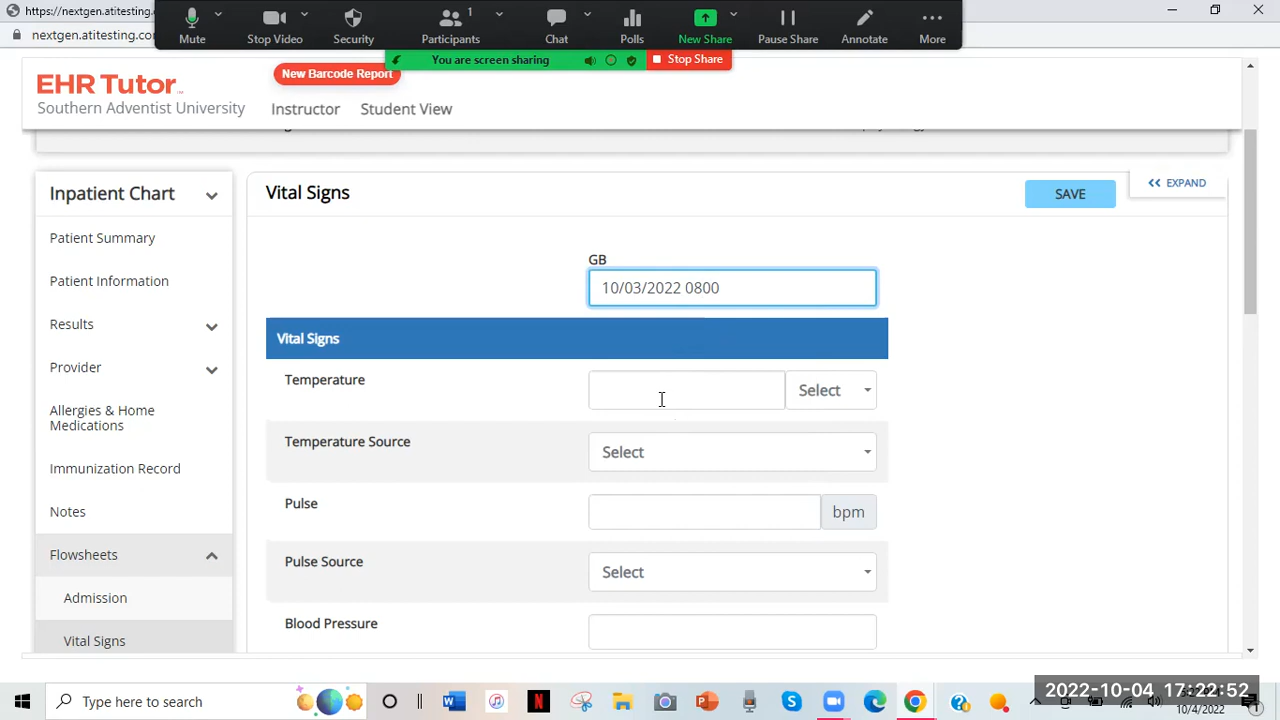 https://nextgen.atitesting
nextgen.atitesting.co
Mute
Stop Video
Security
1
Participants
Chat
Polls
New Share
Pause Share
Annotate
More
You are screen sharing
Stop Share
EHR Tutor
Southern Adventist University
New Barcode Report
Instructor
Student View
Inpatient Chart
Patient Summary
Patient Information
Results
Provider
Allergies & Home
Medications
Immunization Record
Notes
Flowsheets
Admission
Vital Signs
Vital Signs
SAVE
EXPAND
GB
10/03/2022 0800
Vital Signs
Temperature
Select
Temperature Source
Select
Pulse
bpm
Pulse Source
Select
Blood Pressure
Type here to search
2022-10-04 17:22:52
10/4/2022